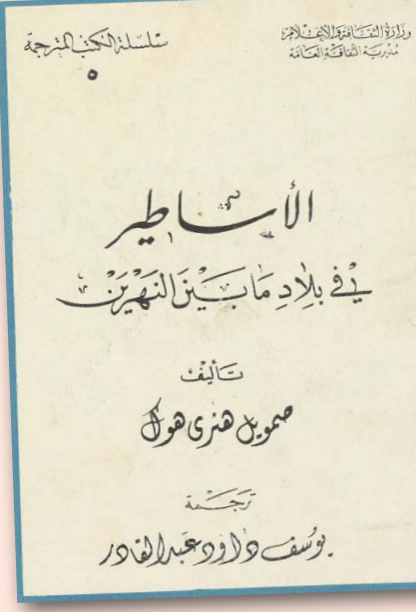 وزارة الثقافة والإعلام
مديرية الثقافة العامة
سلسلة الكتب المترجمة
٥
الأساطير
في بلاد ما بين النهرين
تأليف
صموئيل هنري هوك
ترجمة
يوسف داود عبد القادر